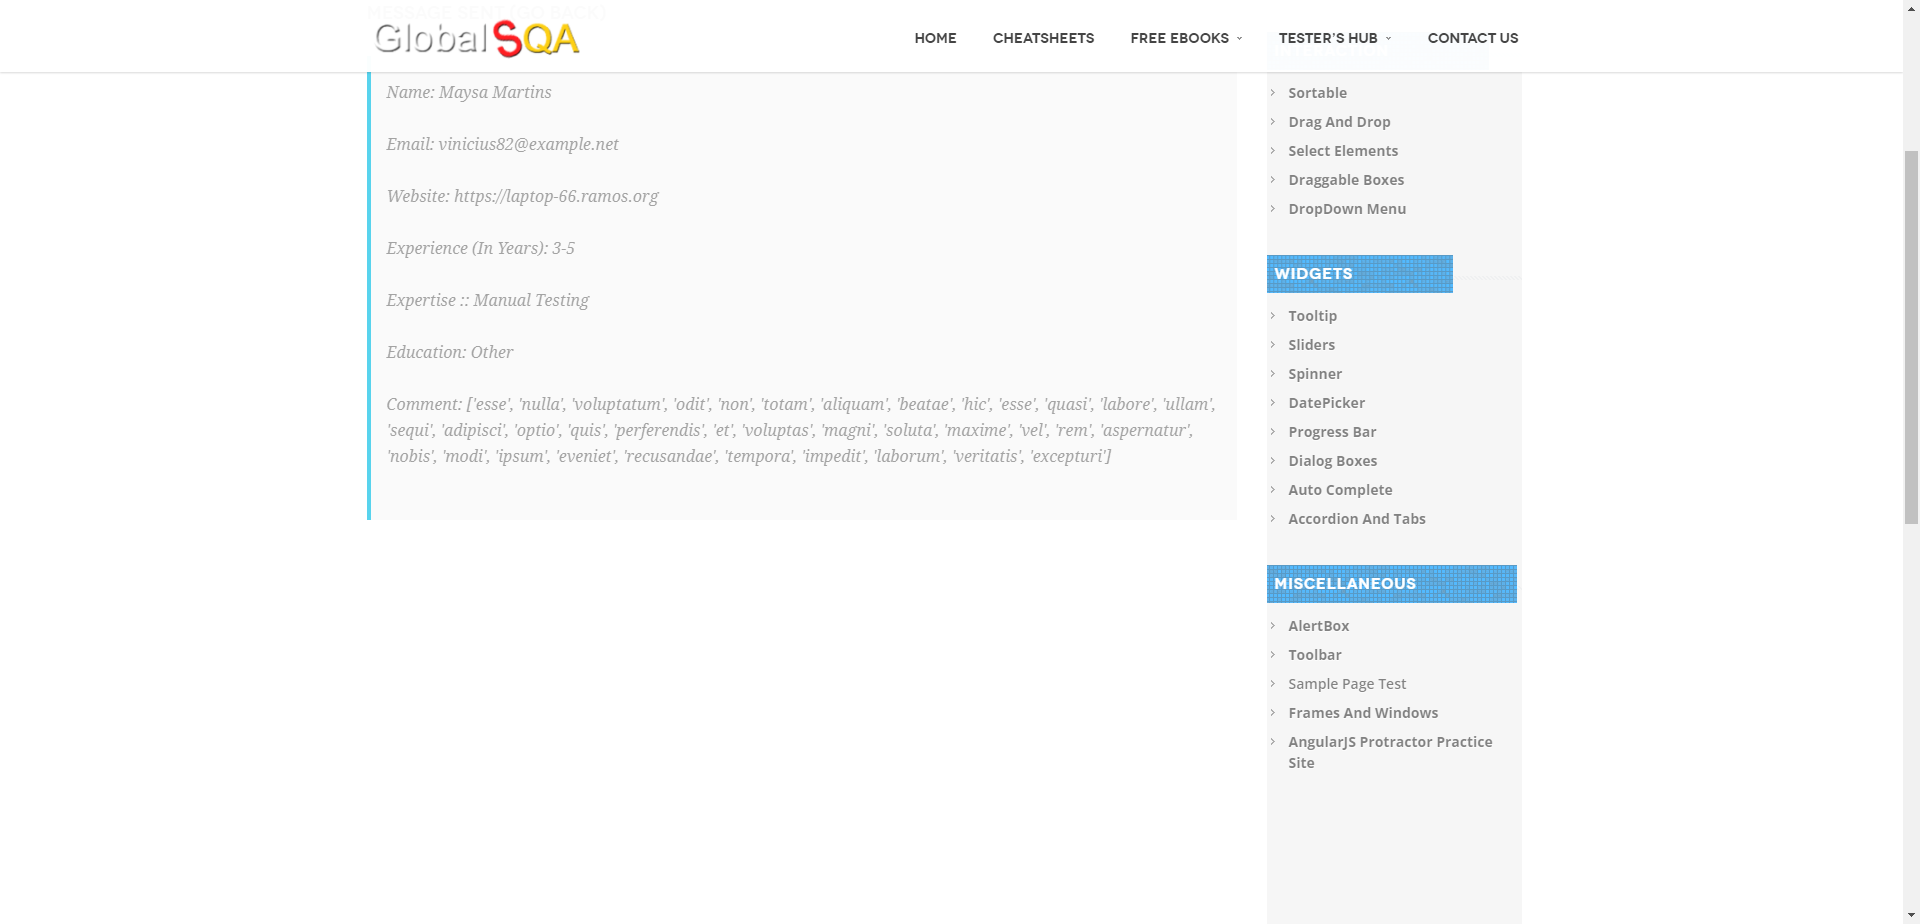 MESSAGE SENT (GO BACK)
GlobalSQA
HOME
CHEATSHEETS
FREE EBOOKS
TESTER'S HUB
CONTACT US
Name: Maysa Martins
Email: vinicius82@example.net
Website: https://laptop-66.ramos.org
Experience (In Years): 3-5
Expertise :: Manual Testing
Education: Other
Comment: ['esse', 'nulla', 'voluptatum', 'odit', 'non', 'totam', 'aliquam', 'beatae', 'hic', 'esse', 'quasi', 'labore', 'ullam',
'sequi', 'adipisci', 'optio', 'quis', 'perferendis', 'et', 'voluptas', 'magni', 'soluta', 'maxime', 'vel', 'rem', 'aspernatur',
'nobis', 'modi', 'ipsum', 'eveniet', 'recusandae', 'tempora', 'impedit', 'laborum', 'veritatis', 'excepturi']
Sortable
Drag And Drop
Select Elements
Draggable Boxes
DropDown Menu
WIDGETS
Tooltip
Sliders
Spinner
DatePicker
Progress Bar
Dialog Boxes
Auto Complete
Accordion And Tabs
MISCELLANEOUS
AlertBox
Toolbar
Sample Page Test
Frames And Windows
AngularJS Protractor Practice
Site